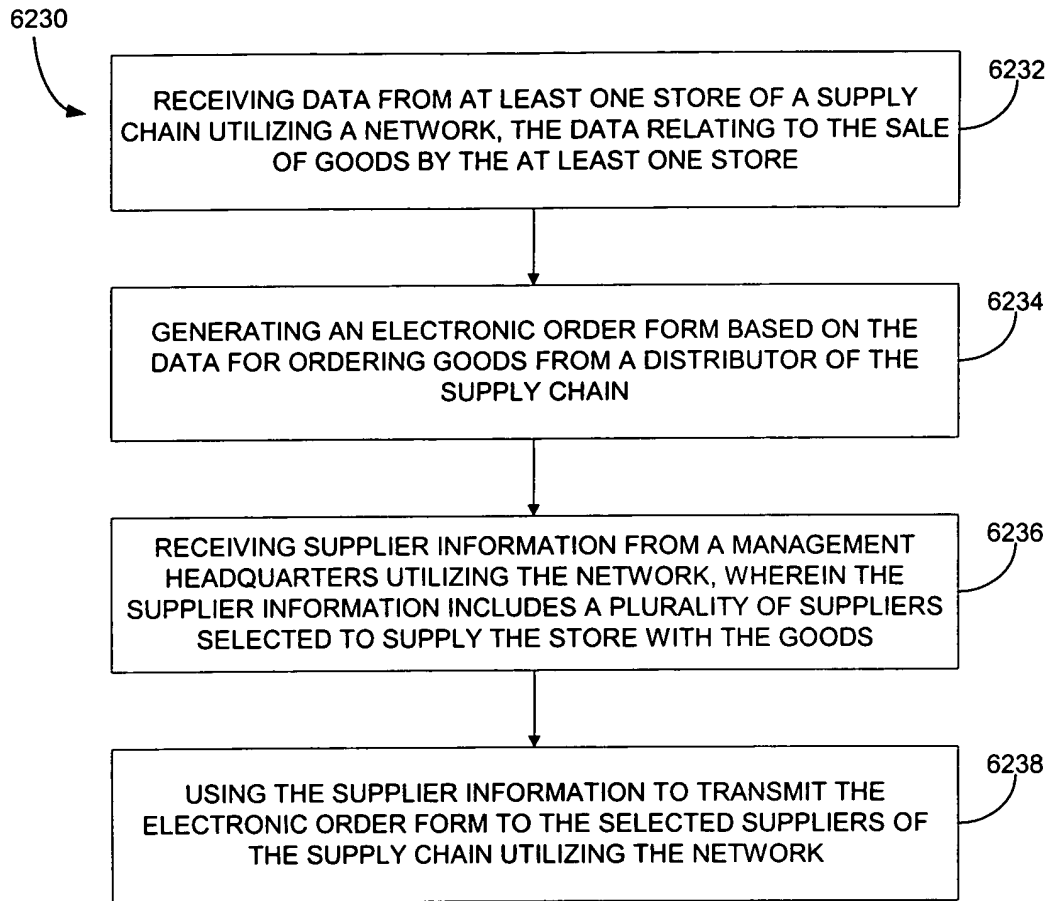 6230
6232
RECEIVING DATA FROM AT LEAST ONE STORE OF A SUPPLY
CHAIN UTILIZING A NETWORK, THE DATA RELATING TO THE SALE
OF GOODS BY THE AT LEAST ONE STORE
6234
GENERATING AN ELECTRONIC ORDER FORM BASED ON THE
DATA FOR ORDERING GOODS FROM A DISTRIBUTOR OF THE
SUPPLY CHAIN
6236
RECEIVING SUPPLIER INFORMATION FROM A MANAGEMENT
HEADQUARTERS UTILIZING THE NETWORK, WHEREIN THE
SUPPLIER INFORMATION INCLUDES A PLURALITY OF SUPPLIERS
SELECTED TO SUPPLY THE STORE WITH THE GOODS
6238
USING THE SUPPLIER INFORMATION TO TRANSMIT THE
ELECTRONIC ORDER FORM TO THE SELECTED SUPPLIERS OF
THE SUPPLY CHAIN UTILIZING THE NETWORK